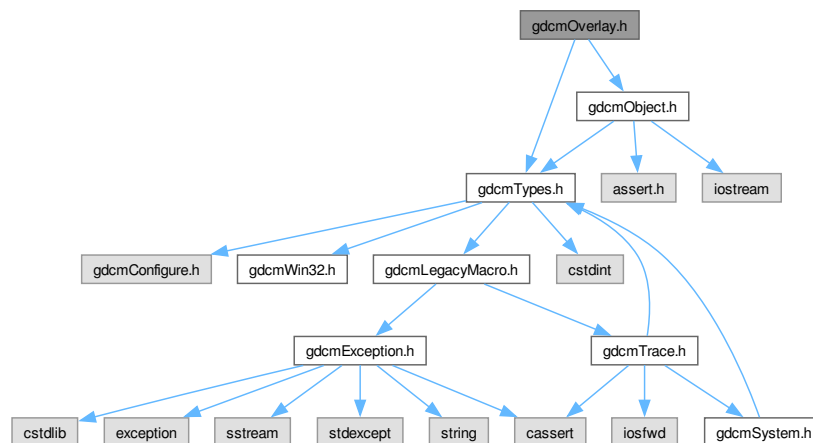 gdcmOverlay.h
gdcmObject.h
gdcmTypes.h
assert.h
iostream
gdcmConfigure.h
gdcmWin32.h
gdcmLegacyMacro.h
cstdint
gdcmException.h
gdcmTrace.h
cstdlib
exception
sstream
stdexcept
string
cassert
iosfwd
gdcmSystem.h